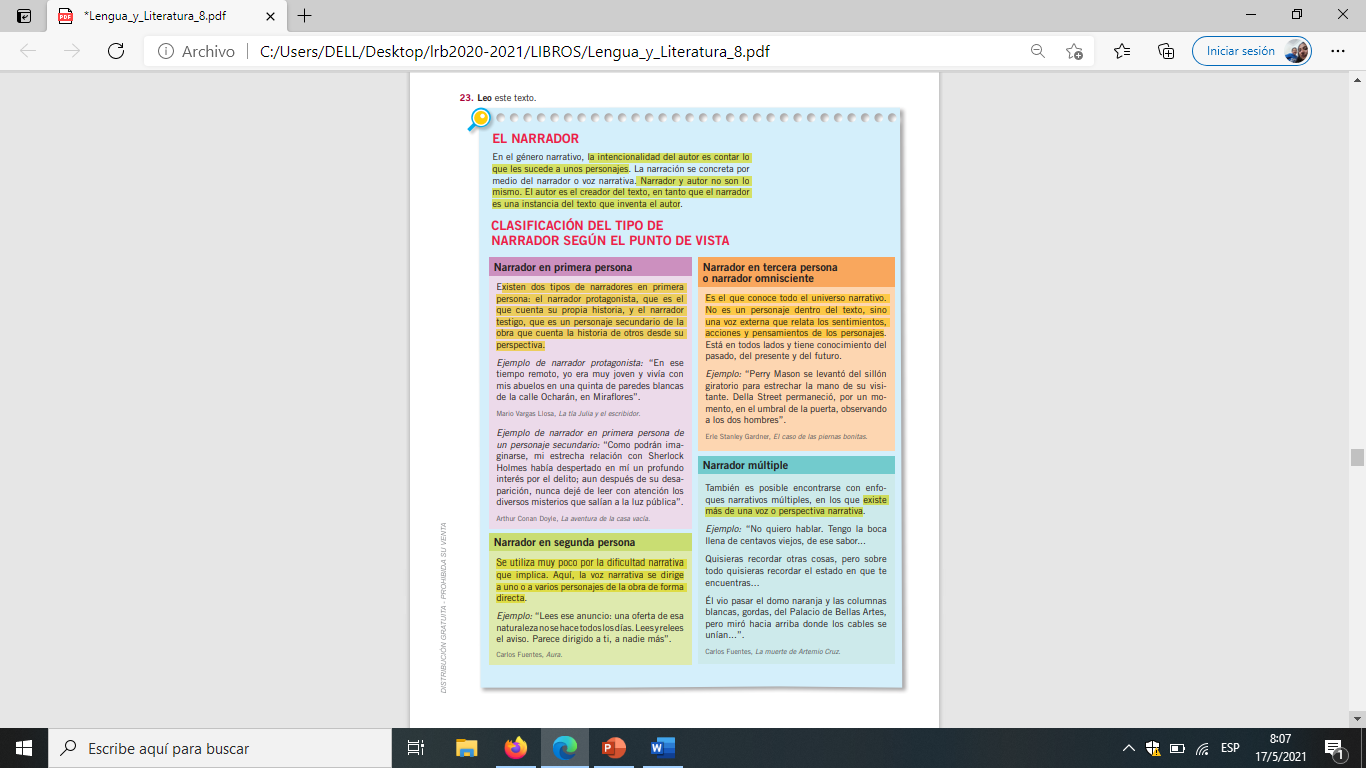 *Lengua_y_Literatura_8.pdf
Archivo
C:/Users/DELL/Desktop/lrb2020-2021/LIBROS/Lengua_y_Literatura_8.pdf
Iniciar sesión
23. Leo este texto.
EL NARRADOR
En el género narrativo, la intencionalidad del autor es contar lo
que les sucede a unos personajes. La narración se concreta por
medio del narrador o voz narrativa. Narrador y autor no son lo
mismo. El autor es el creador del texto, en tanto que el narrador
es una instancia del texto que inventa el autor.
CLASIFICACIÓN DEL TIPO DE
NARRADOR SEGÚN EL PUNTO DE VISTA
Narrador en primera persona
Existen dos tipos de narradores en primera
persona: el narrador protagonista, que es el
que cuenta su propia historia, y el narrador
testigo, que es un personaje secundario de la
obra que cuenta la historia de otros desde su
perspectiva.
Ejemplo de narrador protagonista: “En ese
tiempo remoto, yo era muy joven y vivía con
mis abuelos en una quinta de paredes blancas
de la calle Ocharán, en Miraflores”.
Mario Vargas Llosa, La tía Julia y el escribidor.
Ejemplo de narrador en primera persona de
un personaje secundario: “Como podrán ima-
ginarse, mi estrecha relación con Sherlock
Holmes había despertado en mí un profundo
interés por el delito; aun después de su desa-
parición, nunca dejé de leer con atención los
diversos misterios que salían a la luz pública”.
Arthur Conan Doyle, La aventura de la casa vacía.
Narrador en segunda persona
Se utiliza muy poco por la dificultad narrativa
que implica. Aquí, la voz narrativa se dirige
a uno o a varios personajes de la obra de forma
directa.
Ejemplo: “Lees ese anuncio: una oferta de esa
naturaleza no se hace todos los días. Lees y relees
el aviso. Parece dirigido a ti, a nadie más”.
Carlos Fuentes, Aura.
Narrador en tercera persona
o narrador omnisciente
Es el que conoce todo el universo narrativo.
No es un personaje dentro del texto, sino
una voz externa que relata los sentimientos,
acciones y pensamientos de los personajes.
Está en todos lados y tiene conocimiento del
pasado, del presente y del futuro.
Ejemplo: “Perry Mason se levantó del sillón
giratorio para estrechar la mano de su visi-
tante. Della Street permaneció, por un mo-
mento, en el umbral de la puerta, observando
a los dos hombres”.
Erle Stanley Gardner, El caso de las piernas bonitas.
Narrador múltiple
También es posible encontrarse con enfo-
ques narrativos múltiples, en los que existe
más de una voz o perspectiva narrativa.
Ejemplo: “No quiero hablar. Tengo la boca
llena de centavos viejos, de ese sabor...
Quisieras recordar otras cosas, pero sobre
todo quisieras recordar el estado en que te
encuentras...
Él vio pasar el domo naranja y las columnas
blancas, gordas, del Palacio de Bellas Artes,
pero miró hacia arriba donde los cables se
unían...”.
Carlos Fuentes, La muerte de Artemio Cruz.
DISTRIBUCIÓN GRATUITA - PROHIBIDA SU VENTA
Escribe aquí para buscar
ESP
8:07
17/5/2021
1